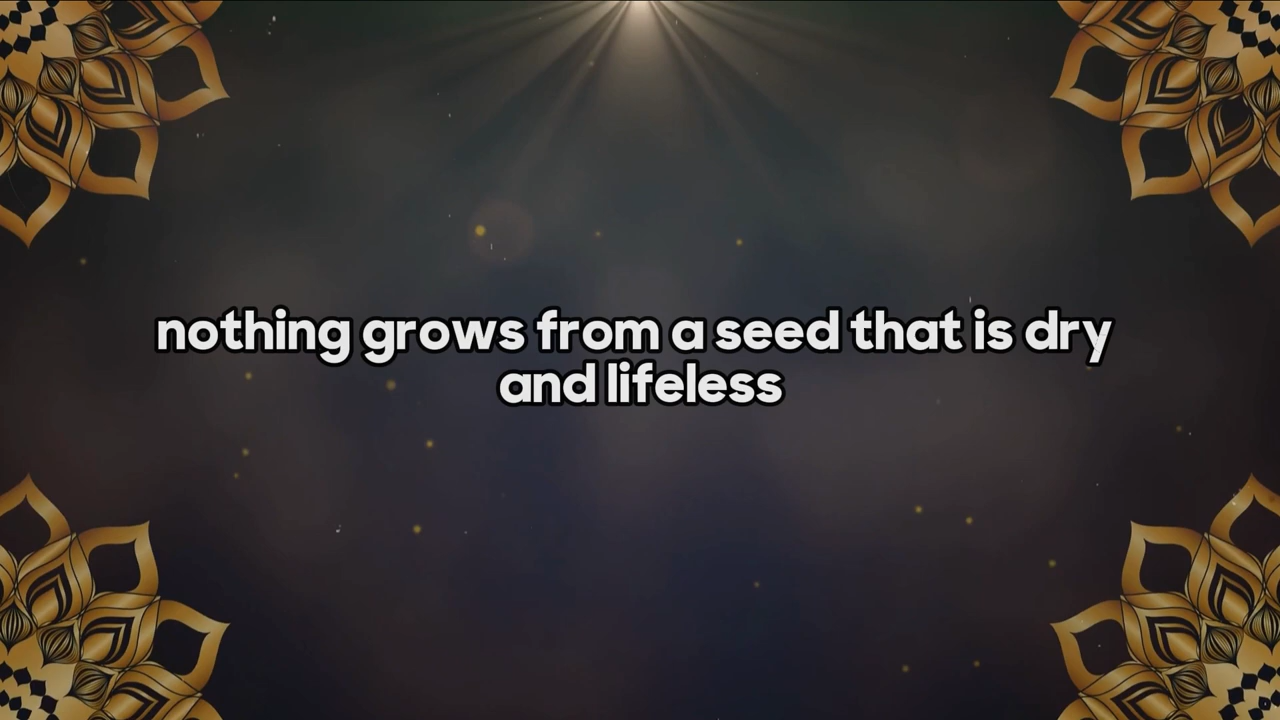 nothing grows from a seed that is dry
and lifeless